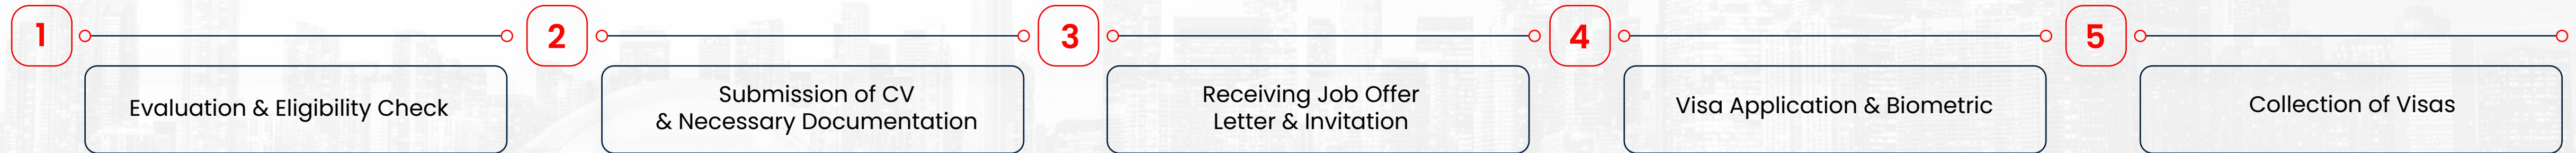 1
Evaluation & Eligibility Check
2
Submission of CV
& Necessary Documentation
3
Receiving Job Offer
Letter & Invitation
4
Visa Application & Biometric
5
Collection of Visas